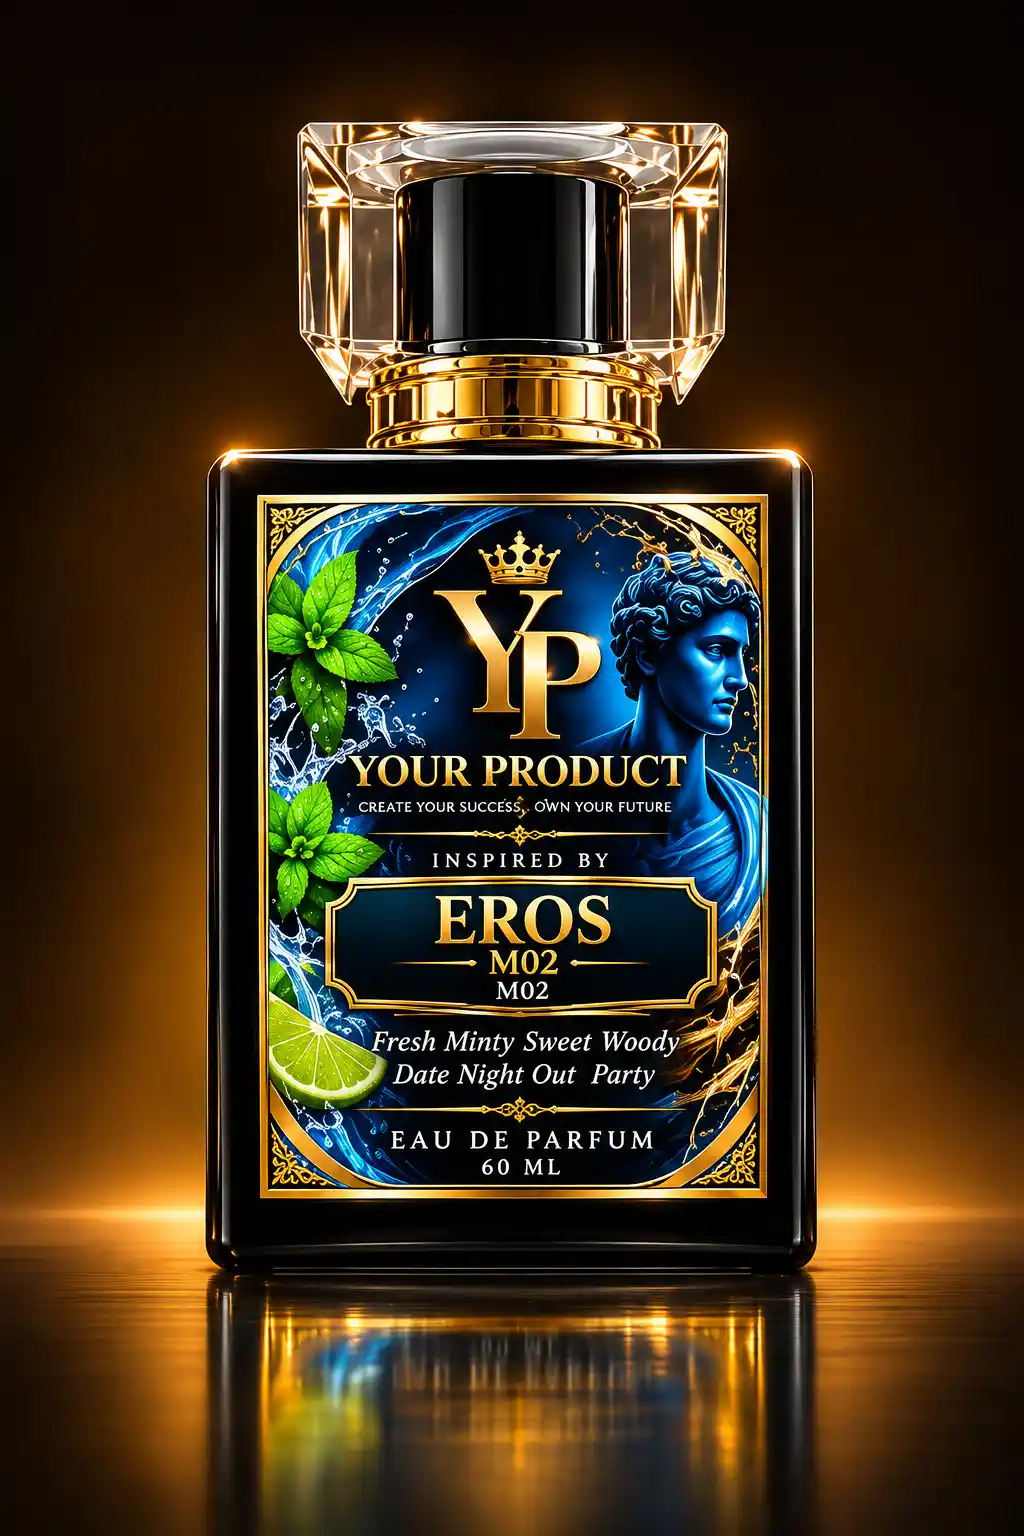 YP
YOUR PRODUCT
CREATE YOUR SUCCESS, OWN YOUR FUTURE
INSPIRED BY
EROS
M02
M02
Fresh Minty Sweet Woody
Date Night Out Party
EAU DE PARFUM
60 ML